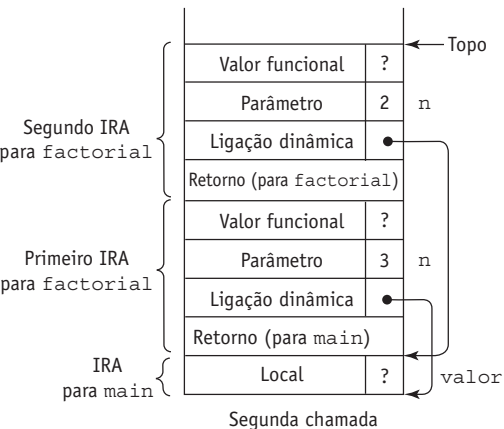 Topo
Valor funcional ?
Parâmetro 2 n
Segundo IRA
para factorial
Ligação dinâmica
Retorno (para factorial)
Valor funcional ?
Primeiro IRA
para factorial
Parâmetro 3 n
Ligação dinâmica
Retorno (para main)
IRA
para main
Local ? valor
Segunda chamada